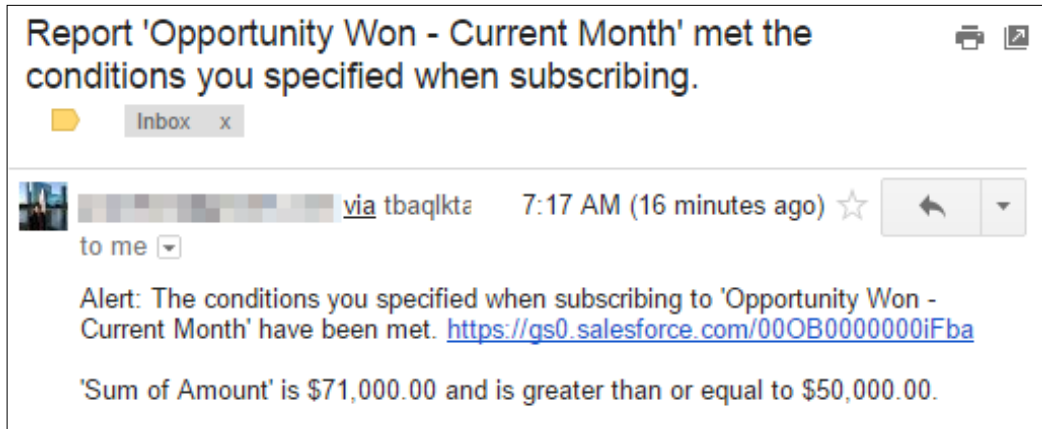 Report 'Opportunity Won - Current Month' met the
conditions you specified when subscribing.
Inbox x
via tbaqlkta 7:17 AM (16 minutes ago)
to me
Alert: The conditions you specified when subscribing to 'Opportunity Won -
Current Month' have been met. https://gs0.salesforce.com/00OB0000000iFba
'Sum of Amount' is $71,000.00 and is greater than or equal to $50,000.00.